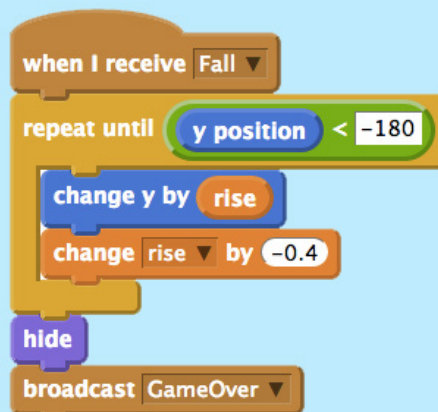 when I receive Fall
repeat until y position < -180
change y by rise
change rise by -0.4
hide
broadcast GameOver